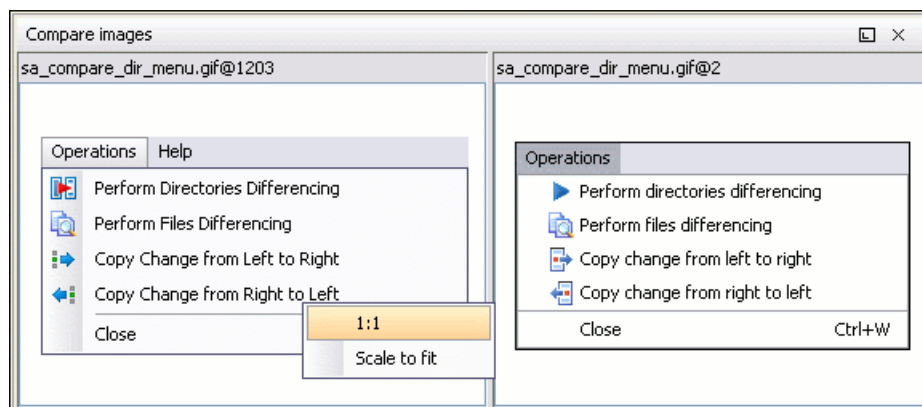 Compare images
sa_compare_dir_menu.gif@1203
sa_compare_dir_menu.gif@2
Operations Help
Perform Directories Differencing
Perform Files Differencing
Copy Change from Left to Right
Copy Change from Right to Left
Close
1:1
Scale to fit
Operations
Perform directories differencing
Perform files differencing
Copy change from left to right
Copy change from right to left
Close Ctrl+W